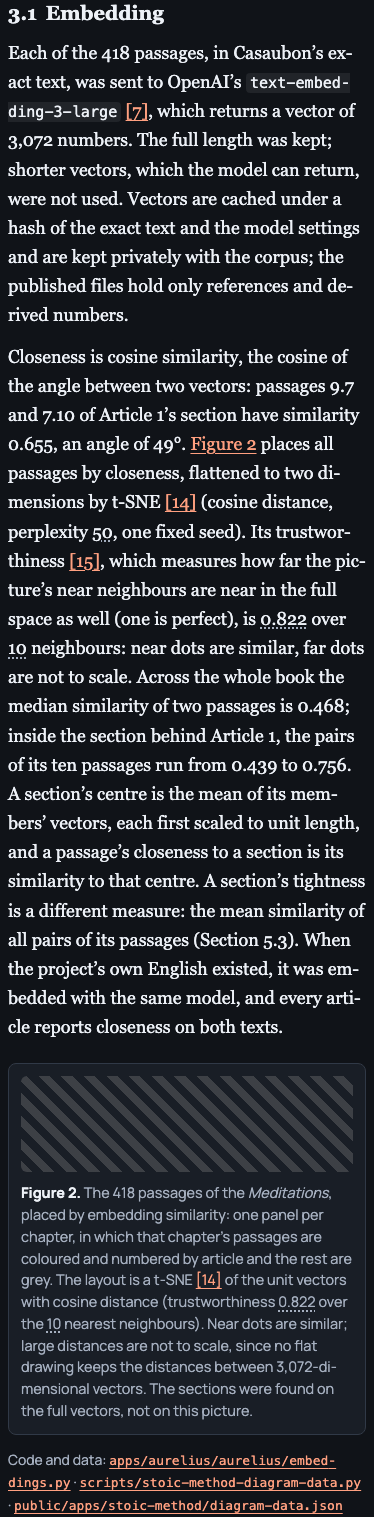 3.1 Embedding
Each of the 418 passages, in Casaubon’s ex-
act text, was sent to OpenAI’s text-embed-
ding-3-large [7], which returns a vector of
3,072 numbers. The full length was kept;
shorter vectors, which the model can return,
were not used. Vectors are cached under a
hash of the exact text and the model settings
and are kept privately with the corpus; the
published files hold only references and de-
rived numbers.
Closeness is cosine similarity, the cosine of
the angle between two vectors: passages 9.7
and 7.10 of Article 1’s section have similarity
0.655, an angle of 49°. Figure 2 places all
passages by closeness, flattened to two di-
mensions by t-SNE [14] (cosine distance,
perplexity 50, one fixed seed). Its trustwor-
thiness [15], which measures how far the pic-
ture’s near neighbours are near in the full
space as well (one is perfect), is 0.822 over
10 neighbours: near dots are similar, far dots
are not to scale. Across the whole book the
median similarity of two passages is 0.468;
inside the section behind Article 1, the pairs
of its ten passages run from 0.439 to 0.756.
A section’s centre is the mean of its mem-
bers’ vectors, each first scaled to unit length,
and a passage’s closeness to a section is its
similarity to that centre. A section’s tightness
is a different measure: the mean similarity of
all pairs of its passages (Section 5.3). When
the project’s own English existed, it was em-
bedded with the same model, and every arti-
cle reports closeness on both texts.
Figure 2. The 418 passages of the Meditations,
placed by embedding similarity: one panel per
chapter, in which that chapter’s passages are
coloured and numbered by article and the rest are
grey. The layout is a t-SNE [14] of the unit vectors
with cosine distance (trustworthiness 0.822 over
the 10 nearest neighbours). Near dots are similar;
large distances are not to scale, since no flat
drawing keeps the distances between 3,072-di-
mensional vectors. The sections were found on
the full vectors, not on this picture.
Code and data: apps/aurelius/aurelius/embed-
dings.py · scripts/stoic-method-diagram-data.py
· public/apps/stoic-method/diagram-data.json